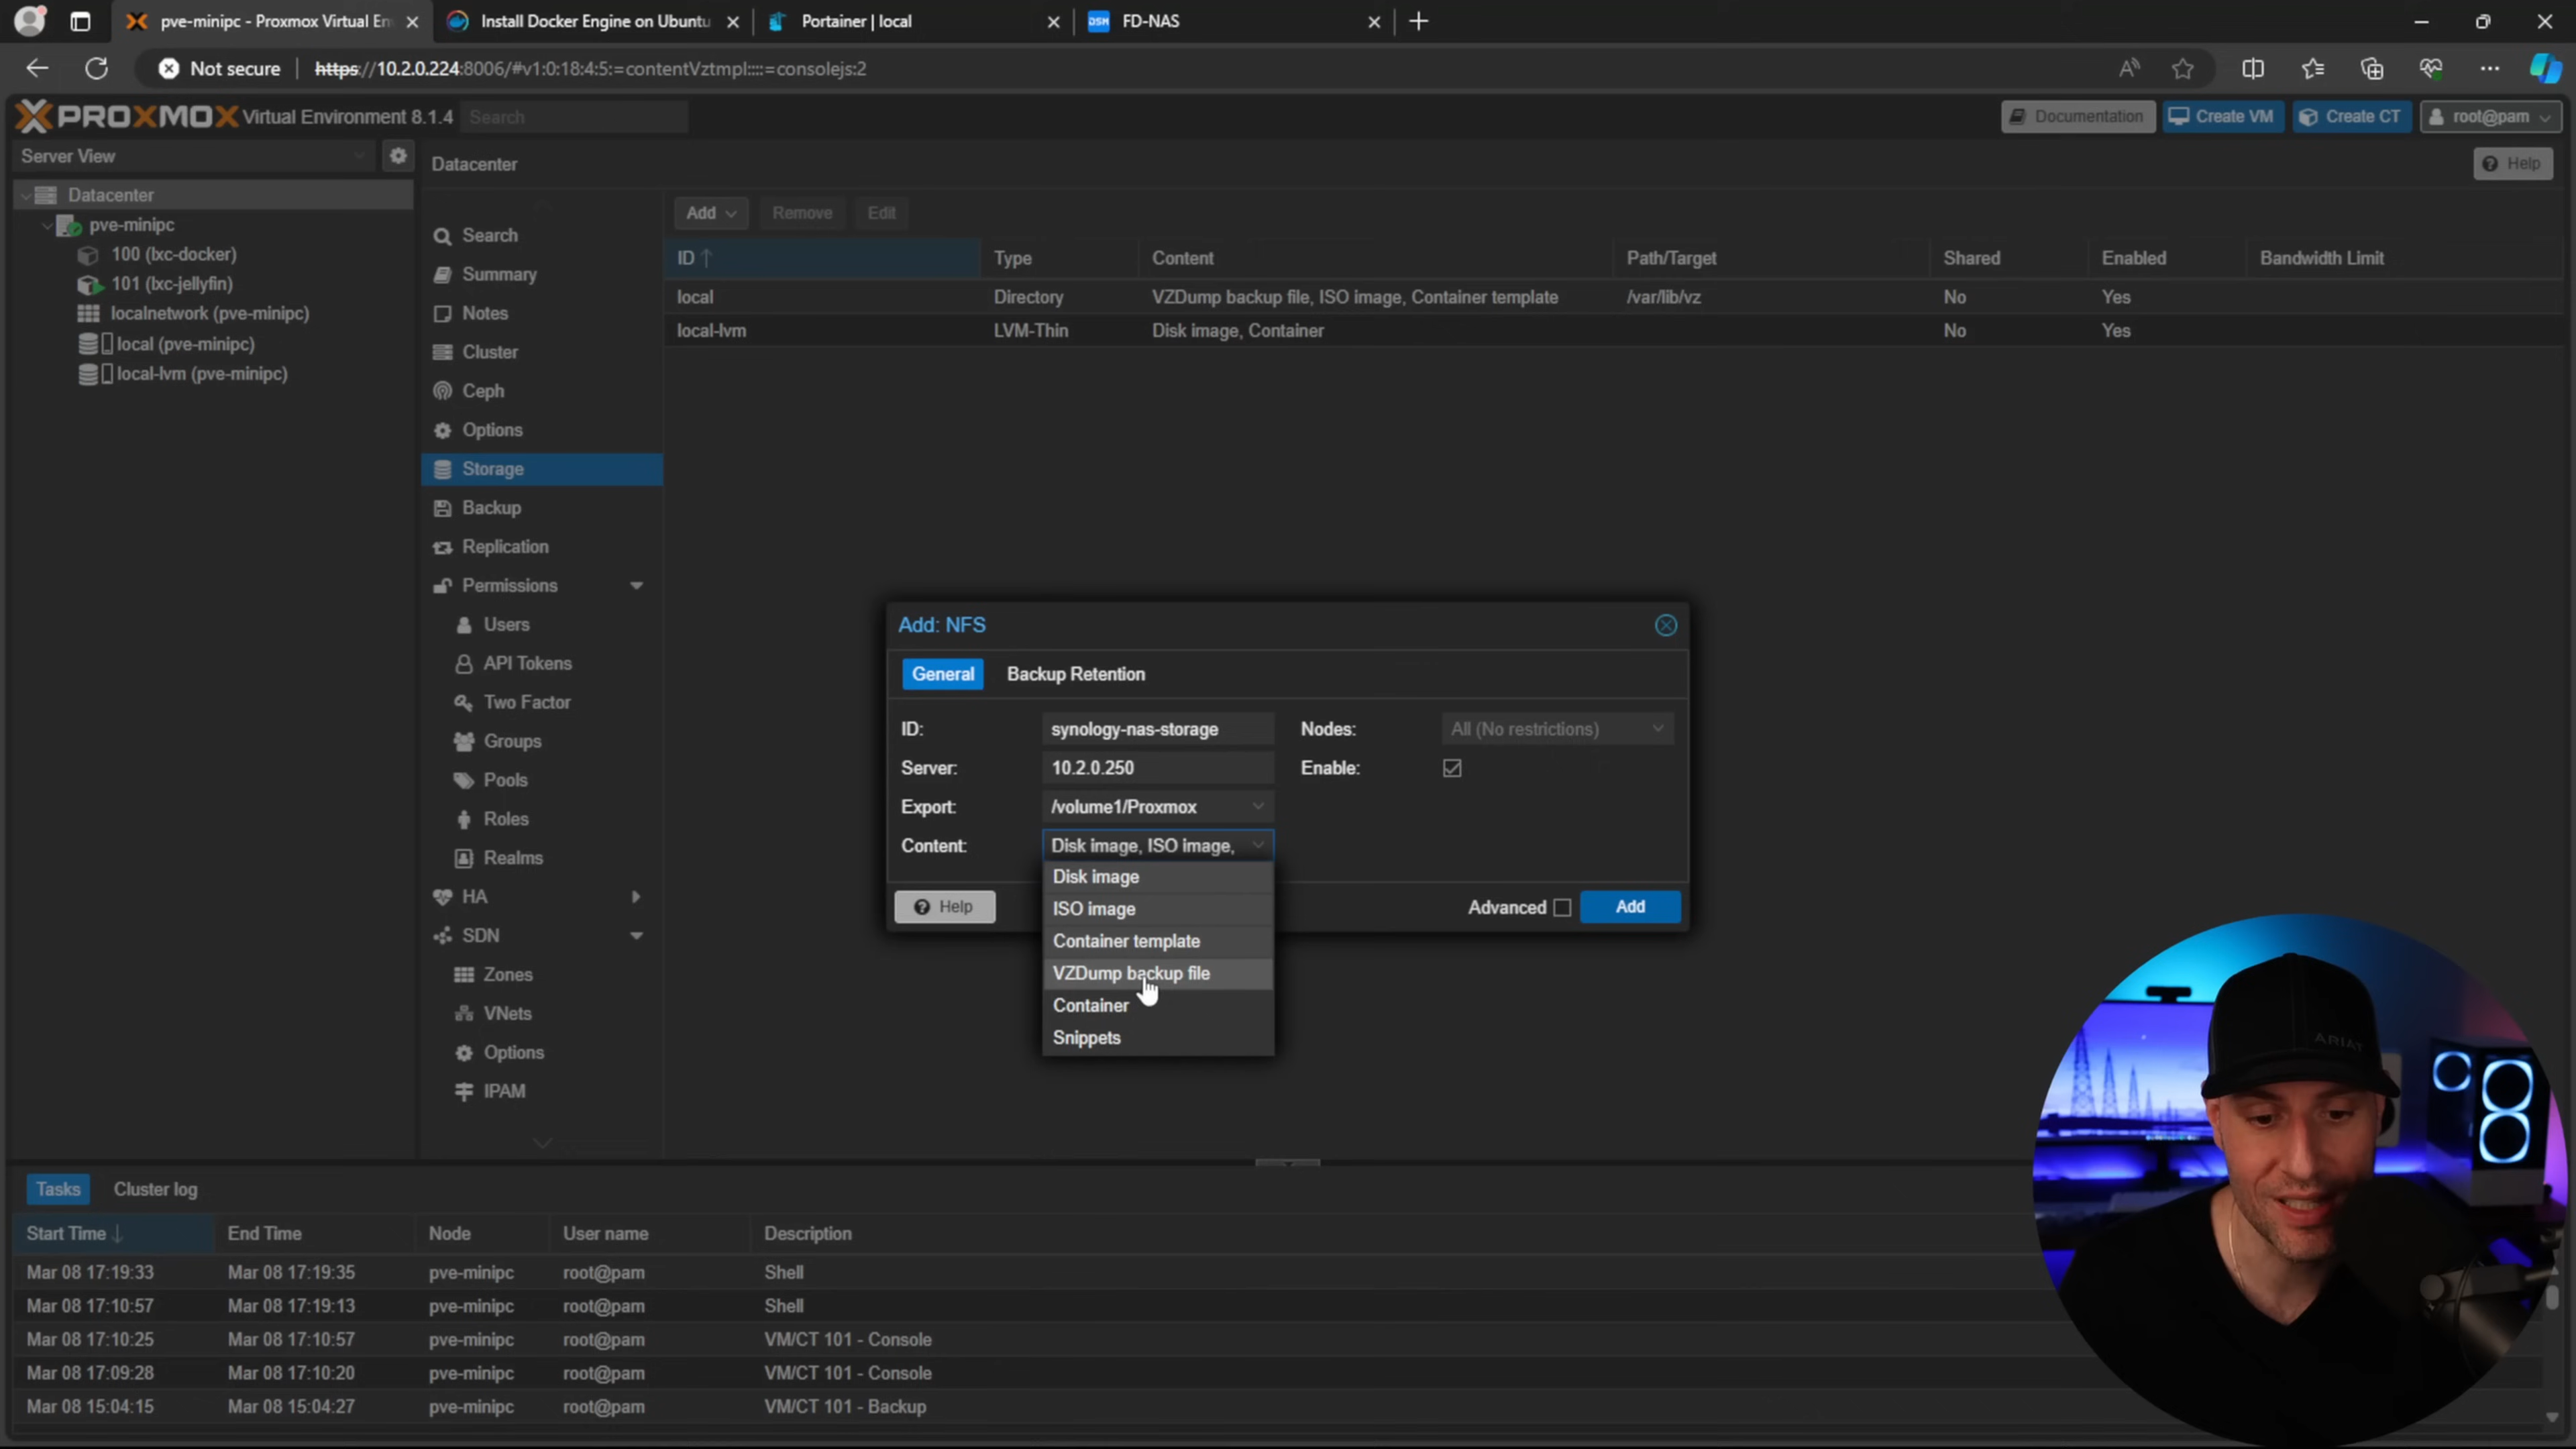 pve-minipc - Proxmox Virtual En
Install Docker Engine on Ubuntu
Portainer | local
DSM
FD-NAS
Not secure
https://10.2.0.224:8006/#v1:0:18:4:5:=contentVztmpl::::=consolejs:2
PROXMOX Virtual Environment 8.1.4
Search
Documentation
Create VM
Create CT
root@pam
Server View
Datacenter
Help
Datacenter
pve-minipc
100 (lxc-docker)
101 (lxc-jellyfin)
localnetwork (pve-minipc)
local (pve-minipc)
local-lvm (pve-minipc)
Search
Summary
Notes
Cluster
Ceph
Options
Storage
Backup
Replication
Permissions
Users
API Tokens
Two Factor
Groups
Pools
Roles
Realms
HA
SDN
Zones
VNets
Options
IPAM
Add Remove Edit
ID Type Content Path/Target Shared Enabled Bandwidth Limit
local Directory VZDump backup file, ISO image, Container template /var/lib/vz No Yes
local-lvm LVM-Thin Disk image, Container No Yes
Add: NFS
General Backup Retention
ID: synology-nas-storage Nodes: All (No restrictions)
Server: 10.2.0.250 Enable:
Export: /volume1/Proxmox
Content: Disk image, ISO image,
Disk image
ISO image
Container template
VZDump backup file
Container
Snippets
Help
Advanced
Add
Tasks Cluster log
Start Time End Time Node User name Description
Mar 08 17:19:33 Mar 08 17:19:35 pve-minipc root@pam Shell
Mar 08 17:10:57 Mar 08 17:19:13 pve-minipc root@pam Shell
Mar 08 17:10:25 Mar 08 17:10:57 pve-minipc root@pam VM/CT 101 - Console
Mar 08 17:09:28 Mar 08 17:10:20 pve-minipc root@pam VM/CT 101 - Console
Mar 08 15:04:15 Mar 08 15:04:27 pve-minipc root@pam VM/CT 101 - Backup
ARIAT